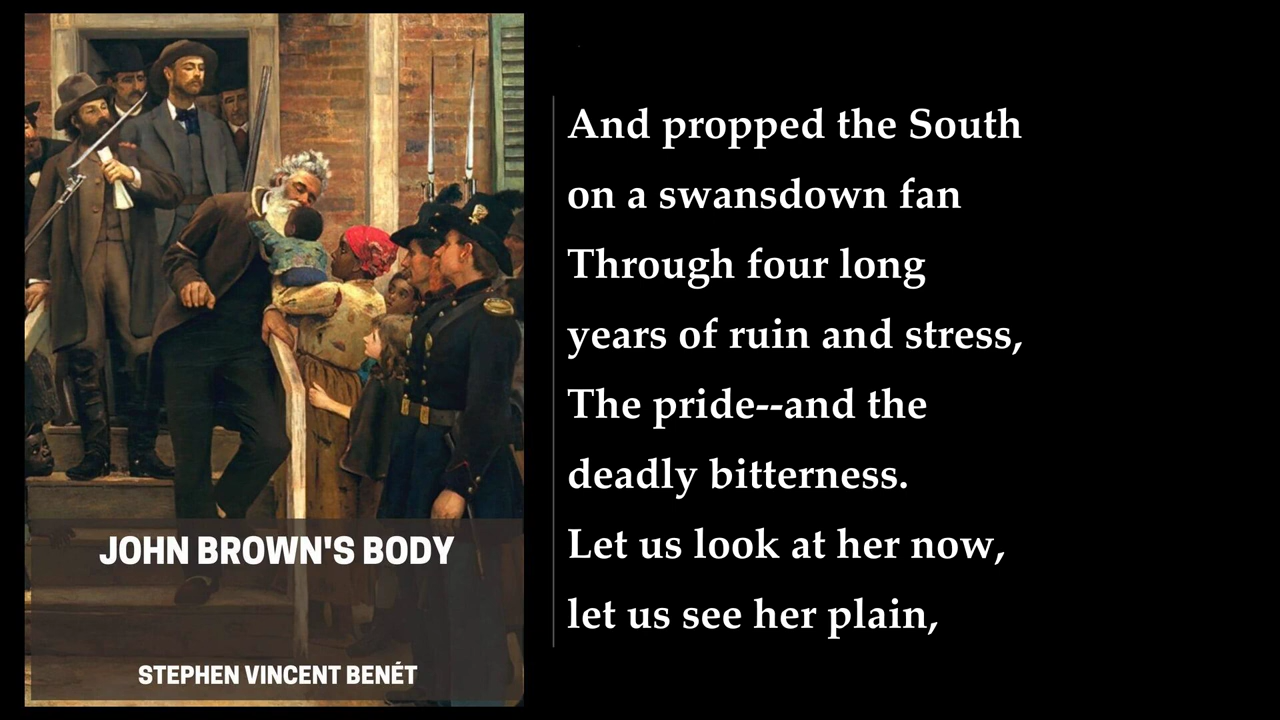 JOHN BROWN'S BODY
STEPHEN VINCENT BENÉT
And propped the South
on a swansdown fan
Through four long
years of ruin and stress,
The pride--and the
deadly bitterness.
Let us look at her now,
let us see her plain,